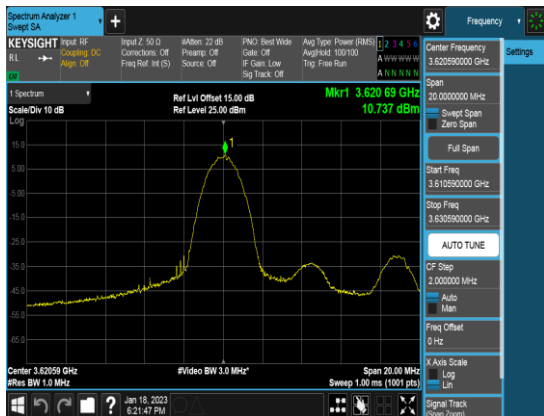 Spectrum Analyzer 1
Swept SA
Frequency
KEYSIGHT
RL
Input: RF
Coupling: DC
Align: Off
Input Z: 50 Ω
Corrections: Off
Freq Ref: Int (S)
#Atten: 22 dB
Preamp: Off
Source: Off
PNO: Best Wide
Gate: Off
IF Gain: Low
Sig Track: Off
Avg Type: Power (RMS)
Avg|Hold: 100/100
Trig: Free Run
1 2 3 4 5 6
A W W W W W
A N N N N N
1 Spectrum
Scale/Div 10 dB
Ref Lvl Offset 15.00 dB
Ref Level 25.00 dBm
Mkr1 3.620 69 GHz
10.737 dBm
Log
15.0
5.00
-5.00
-15.0
-25.0
-35.0
-45.0
-55.0
-65.0
1
Center 3.62059 GHz
#Res BW 1.0 MHz
#Video BW 3.0 MHz*
Span 20.00 MHz
Sweep 1.00 ms (1001 pts)
Center Frequency
3.620590000 GHz
Span
20.0000000 MHz
Swept Span
Zero Span
Full Span
Start Freq
3.610590000 GHz
Stop Freq
3.630590000 GHz
AUTO TUNE
CF Step
2.000000 MHz
Auto
Man
Freq Offset
0 Hz
X Axis Scale
Log
Lin
Signal Track
(Span Zoom)
Settings
Jan 18, 2023
6:21:47 PM